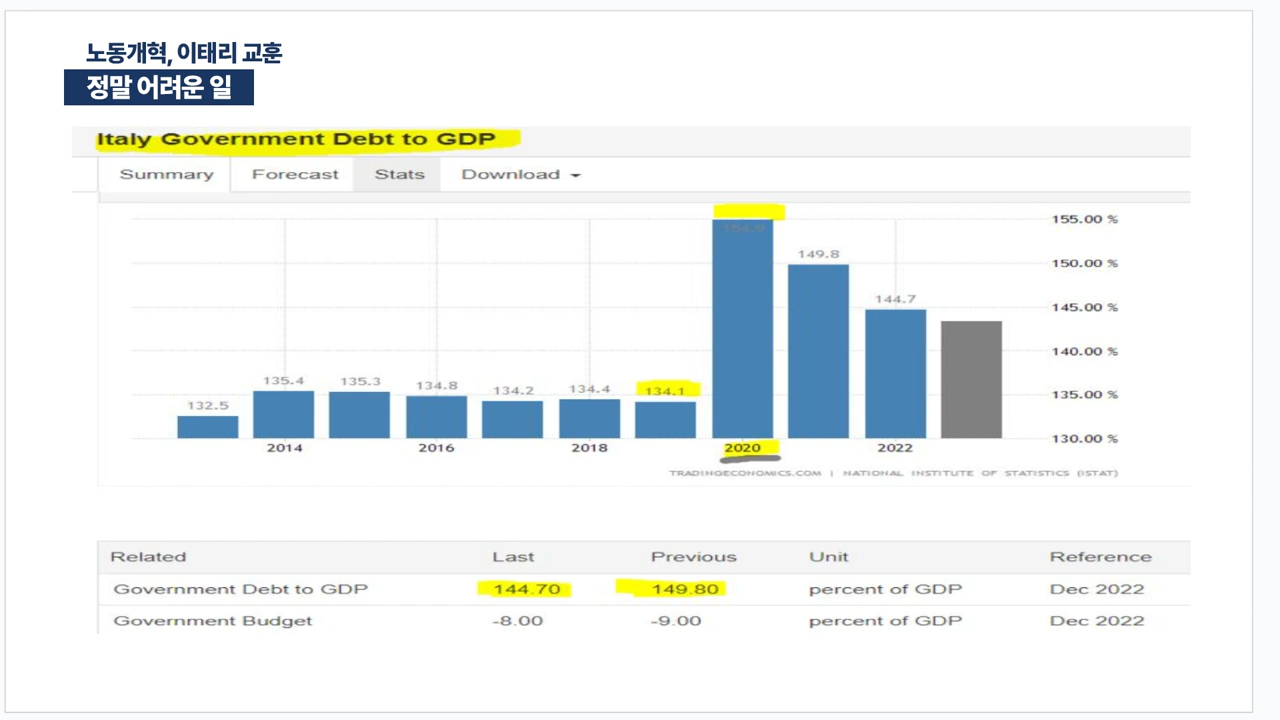 노동개혁, 이태리 교훈
정말 어려운 일
Italy Government Debt to GDP
Summary Forecast Stats Download
155.00 %
150.00 %
145.00 %
140.00 %
135.00 %
130.00 %
132.5 135.4 135.3 134.8 134.2 134.4 134.1 154.9 149.8 144.7
2014 2016 2018 2020 2022
TRADINGECONOMICS.COM | NATIONAL INSTITUTE OF STATISTICS (ISTAT)
Related Last Previous Unit Reference
Government Debt to GDP 144.70 149.80 percent of GDP Dec 2022
Government Budget -8.00 -9.00 percent of GDP Dec 2022